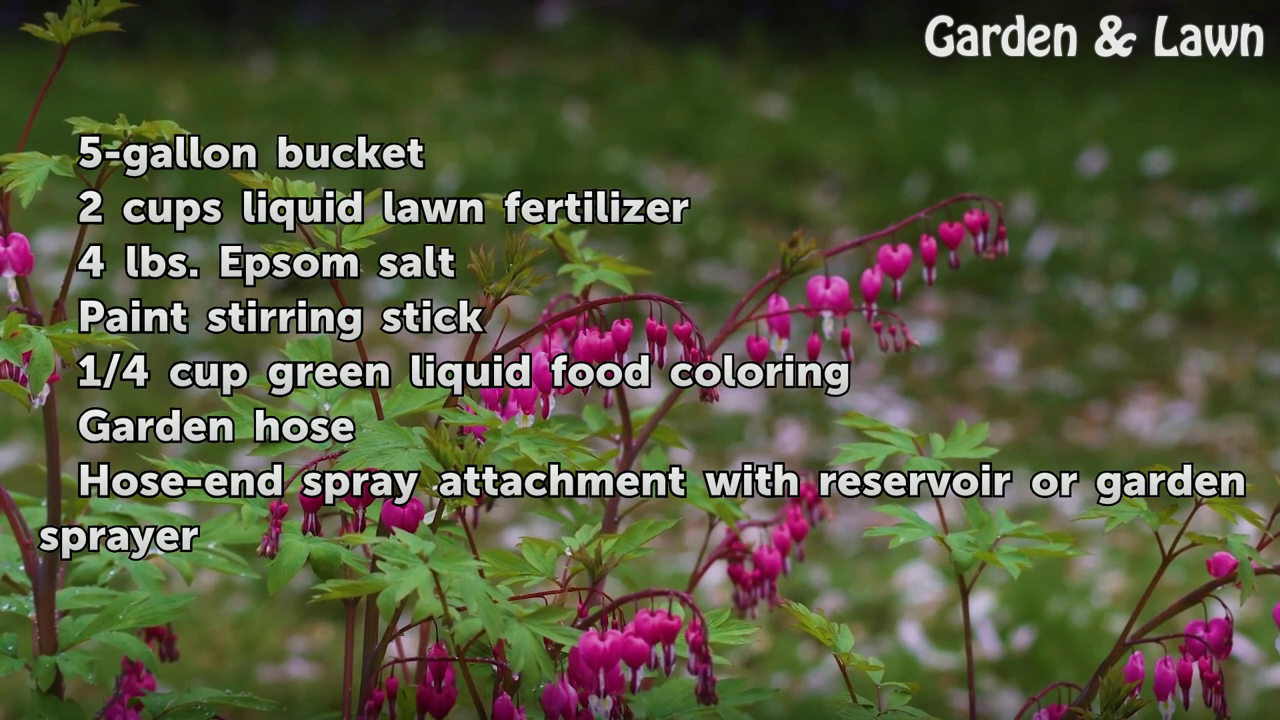 Garden & Lawn
5-gallon bucket
2 cups liquid lawn fertilizer
4 lbs. Epsom salt
Paint stirring stick
1/4 cup green liquid food coloring
Garden hose
Hose-end spray attachment with reservoir or garden
sprayer